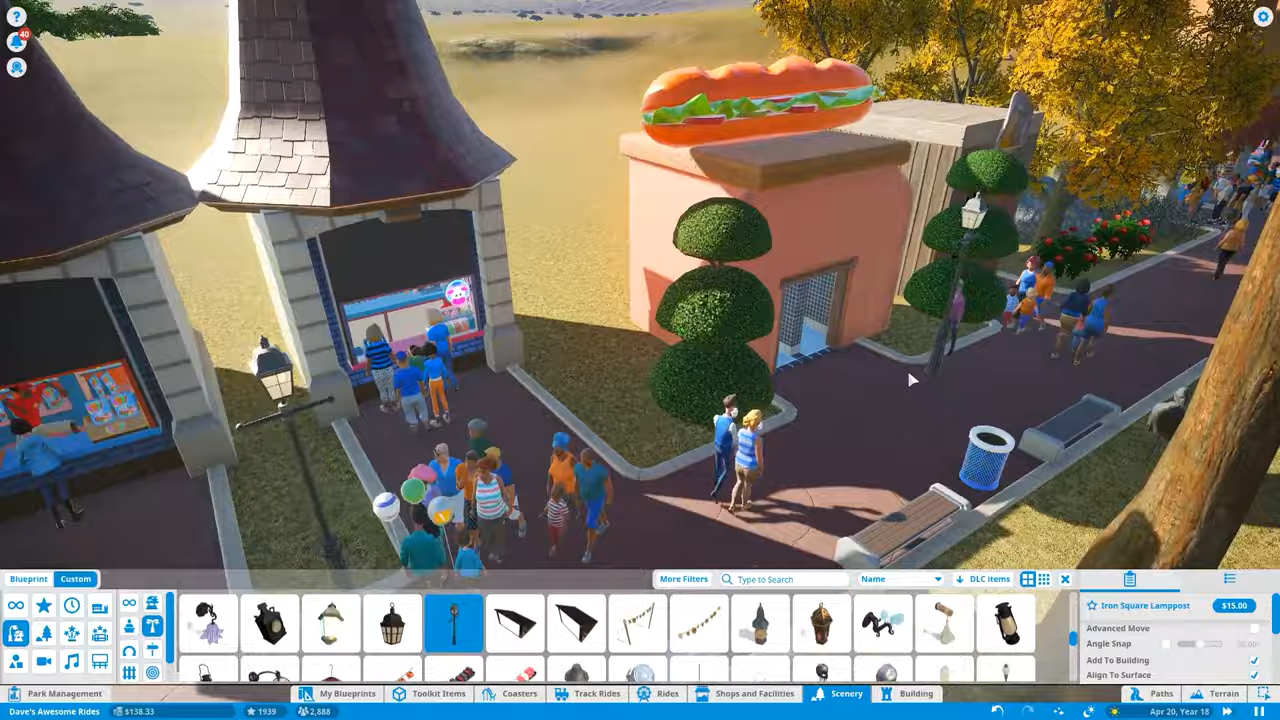 ?
40
Blueprint
Custom
More Filters
Type to Search
Name
DLC items
Iron Square Lamppost
$15.00
Advanced Move
Angle Snap
Add To Building
Align To Surface
Park Management
My Blueprints
Toolkit Items
Coasters
Track Rides
Rides
Shops and Facilities
Scenery
Building
Paths
Terrain
Dave's Awesome Rides
$138.33
1939
2,888
Apr 20, Year 18